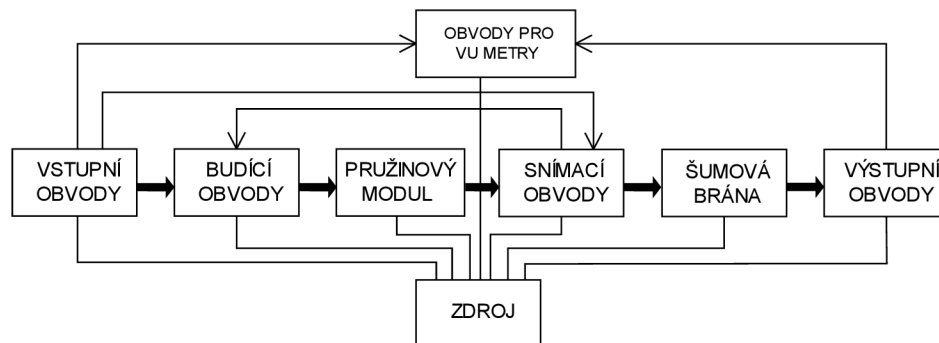 OBVODY PRO
VU METRY
VSTUPNÍ
OBVODY
BUDÍCÍ
OBVODY
PRUŽINOVÝ
MODUL
SNÍMACÍ
OBVODY
ŠUMOVÁ
BRÁNA
VÝSTUPNÍ
OBVODY
ZDROJ